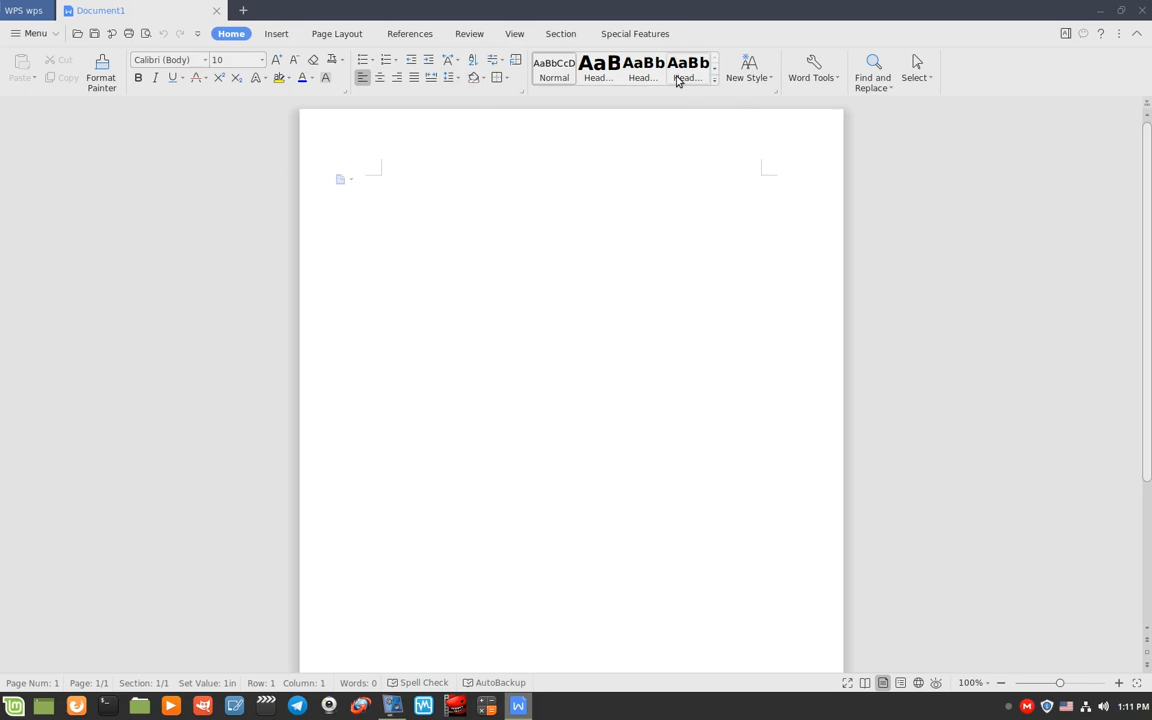 WPS wps
Document1
Menu
Home
Insert
Page Layout
References
Review
View
Section
Special Features
Paste
Cut
Copy
Format
Painter
Calibri (Body)
10
AaBbCcD
Normal
AaB
Head...
AaBb
Head...
AaBb
Head...
New Style
Word Tools
Find and
Replace
Select
Page Num: 1
Page: 1/1
Section: 1/1
Set Value: 1in
Row: 1
Column: 1
Words: 0
Spell Check
AutoBackup
100%
1:11 PM